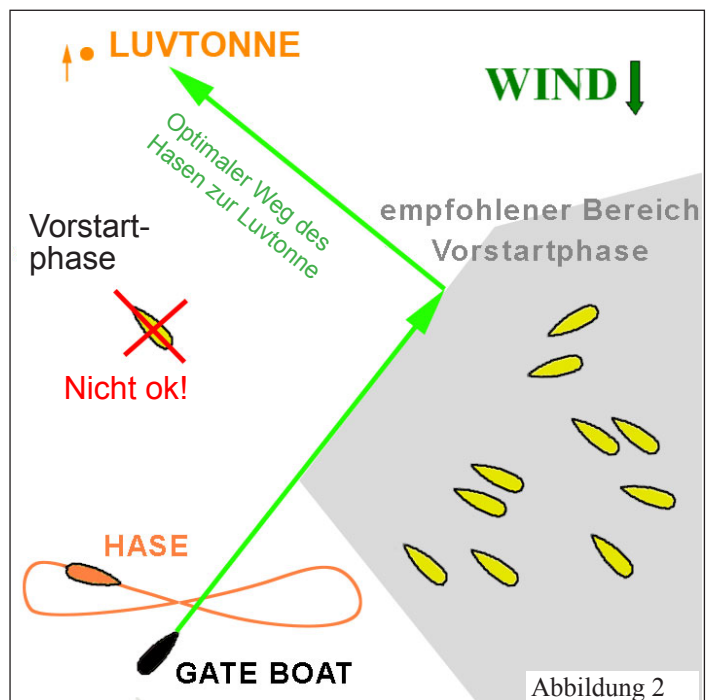 LUVTONNE
WIND
Optimaler Weg des
Hasen zur Luvtonne
empfohlener Bereich
Vorstartphase
Vorstart-
phase
Nicht ok!
HASE
GATE BOAT
Abbildung 2